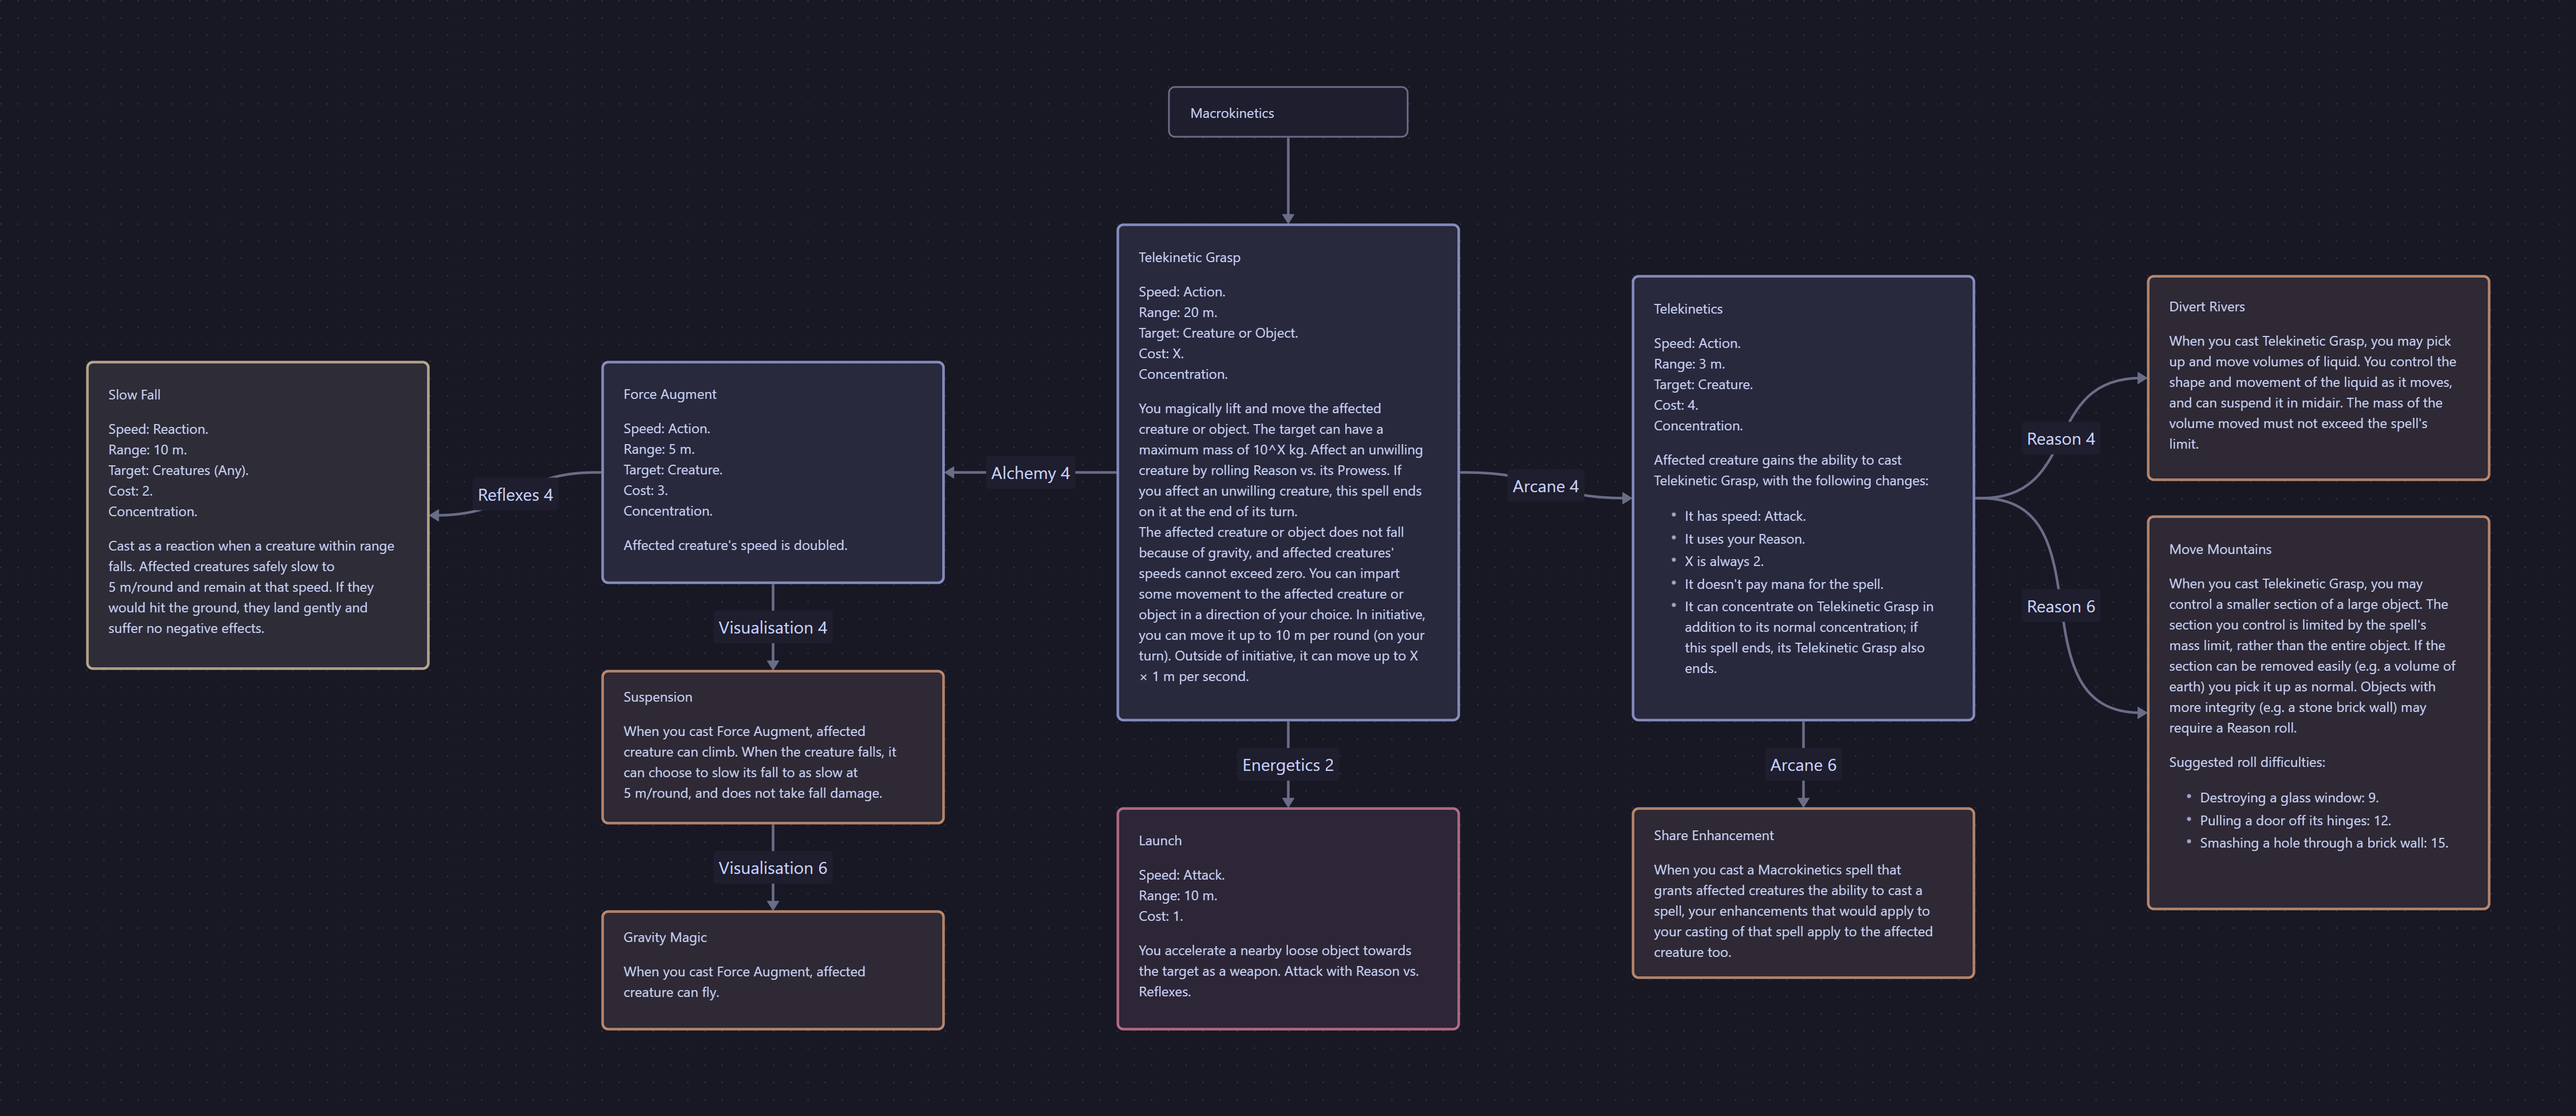 Macrokinetics
Telekinetic Grasp
Speed: Action.
Range: 20 m.
Target: Creature or Object.
Cost: X.
Concentration.
You magically lift and move the affected
creature or object. The target can have a
maximum mass of 10^X kg. Affect an unwilling
creature by rolling Reason vs. its Prowess. If
you affect an unwilling creature, this spell ends
on it at the end of its turn.
The affected creature or object does not fall
because of gravity, and affected creatures'
speeds cannot exceed zero. You can impart
some movement to the affected creature or
object in a direction of your choice. In initiative,
you can move it up to 10 m per round (on your
turn). Outside of initiative, it can move up to X
× 1 m per second.
Alchemy 4
Force Augment
Speed: Action.
Range: 5 m.
Target: Creature.
Cost: 3.
Concentration.
Affected creature's speed is doubled.
Reflexes 4
Slow Fall
Speed: Reaction.
Range: 10 m.
Target: Creatures (Any).
Cost: 2.
Concentration.
Cast as a reaction when a creature within range
falls. Affected creatures safely slow to
5 m/round and remain at that speed. If they
would hit the ground, they land gently and
suffer no negative effects.
Visualisation 4
Suspension
When you cast Force Augment, affected
creature can climb. When the creature falls, it
can choose to slow its fall to as slow at
5 m/round, and does not take fall damage.
Visualisation 6
Gravity Magic
When you cast Force Augment, affected
creature can fly.
Energetics 2
Launch
Speed: Attack.
Range: 10 m.
Cost: 1.
You accelerate a nearby loose object towards
the target as a weapon. Attack with Reason vs.
Reflexes.
Arcane 4
Telekinetics
Speed: Action.
Range: 3 m.
Target: Creature.
Cost: 4.
Concentration.
Affected creature gains the ability to cast
Telekinetic Grasp, with the following changes:
• It has speed: Attack.
• It uses your Reason.
• X is always 2.
• It doesn't pay mana for the spell.
• It can concentrate on Telekinetic Grasp in
addition to its normal concentration; if
this spell ends, its Telekinetic Grasp also
ends.
Arcane 6
Share Enhancement
When you cast a Macrokinetics spell that
grants affected creatures the ability to cast a
spell, your enhancements that would apply to
your casting of that spell apply to the affected
creature too.
Reason 4
Divert Rivers
When you cast Telekinetic Grasp, you may pick
up and move volumes of liquid. You control the
shape and movement of the liquid as it moves,
and can suspend it in midair. The mass of the
volume moved must not exceed the spell's
limit.
Reason 6
Move Mountains
When you cast Telekinetic Grasp, you may
control a smaller section of a large object. The
section you control is limited by the spell's
mass limit, rather than the entire object. If the
section can be removed easily (e.g. a volume of
earth) you pick it up as normal. Objects with
more integrity (e.g. a stone brick wall) may
require a Reason roll.
Suggested roll difficulties:
• Destroying a glass window: 9.
• Pulling a door off its hinges: 12.
• Smashing a hole through a brick wall: 15.